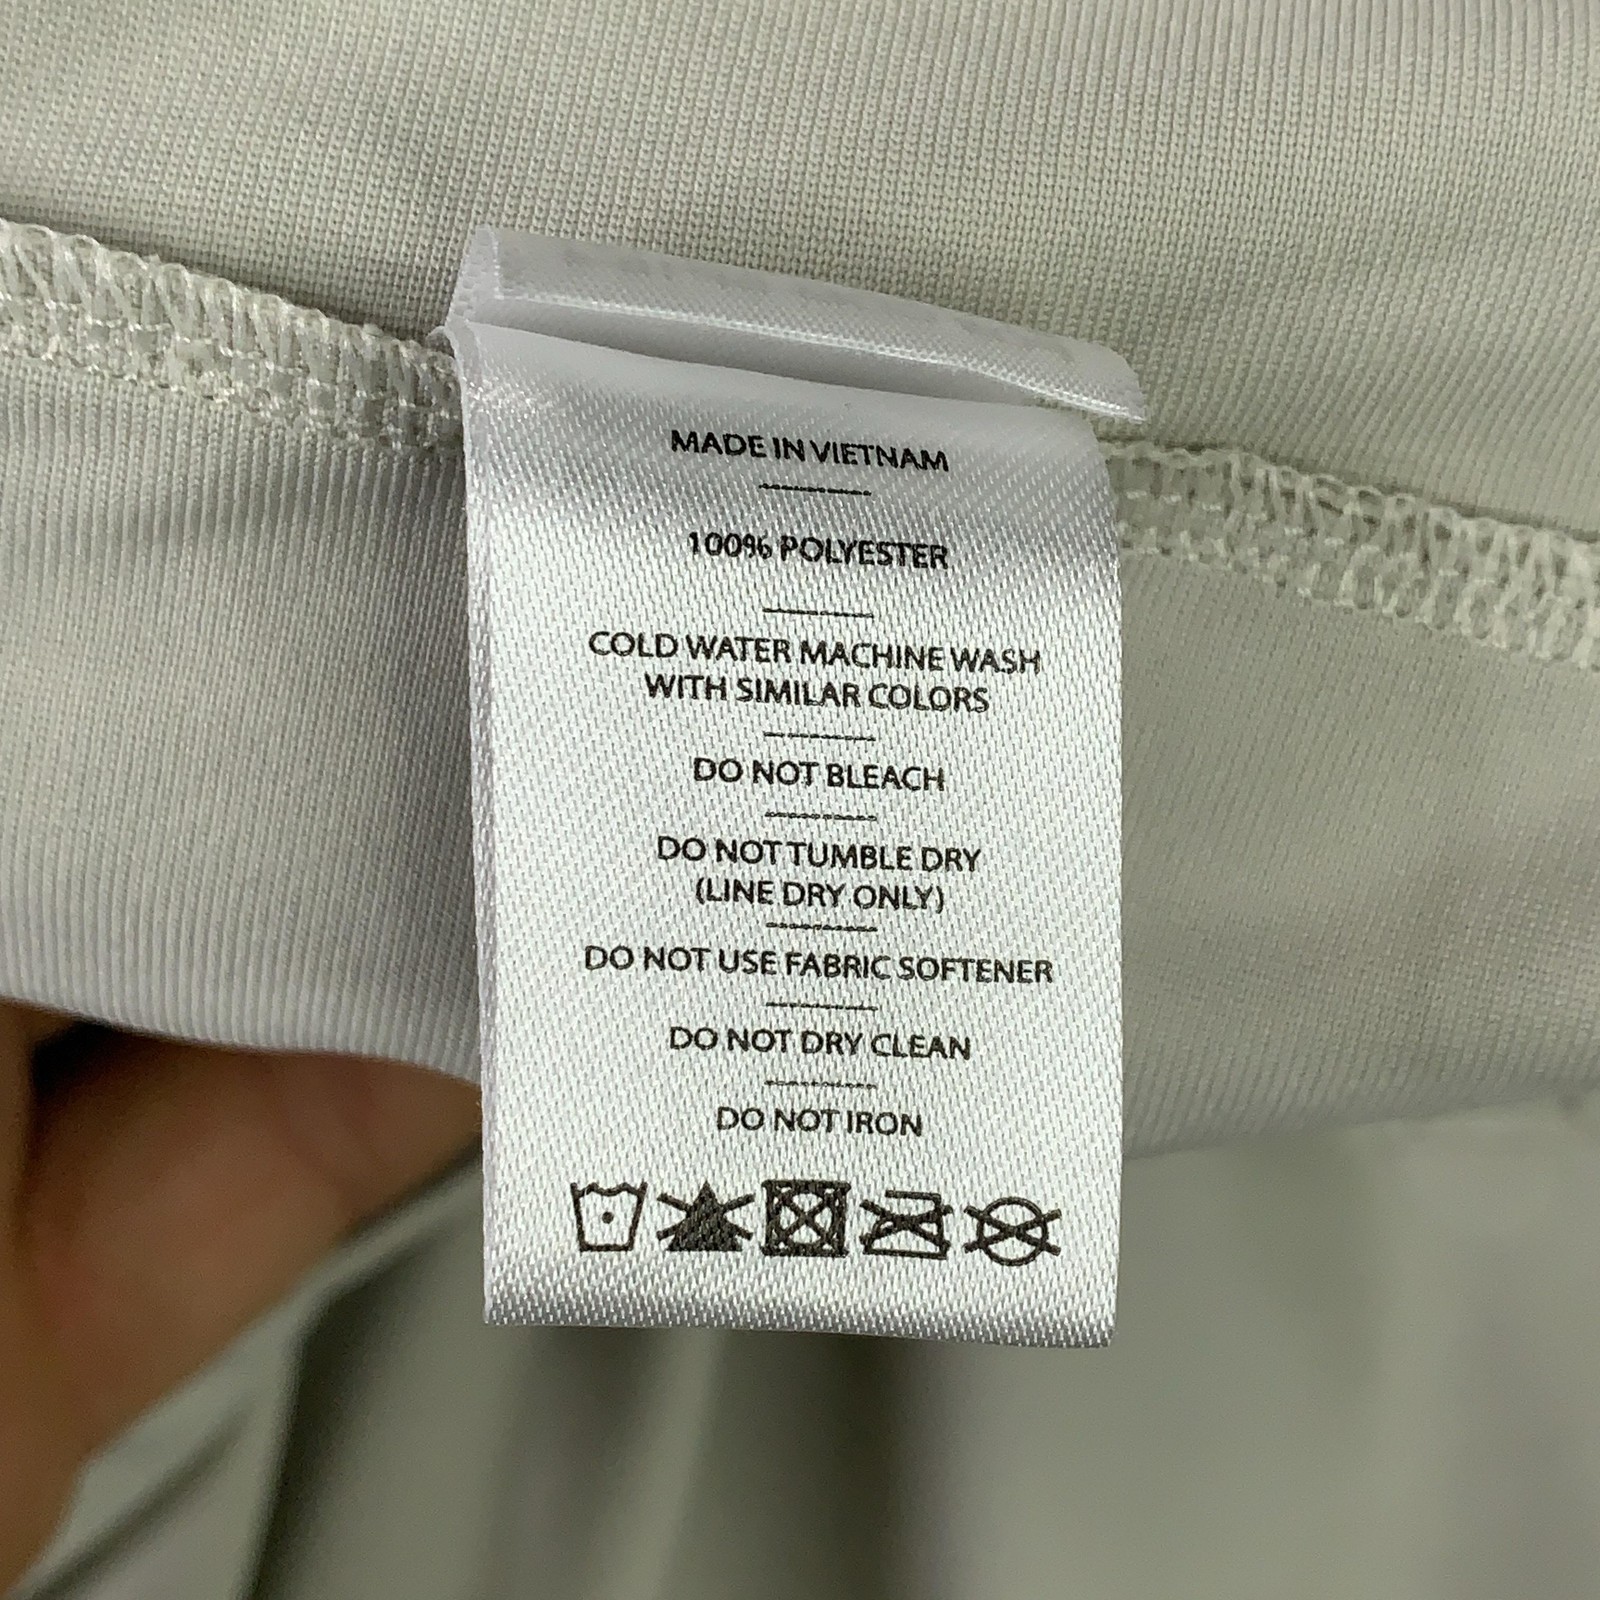 MADE IN VIETNAM
100% POLYESTER
COLD WATER MACHINE WASH
WITH SIMILAR COLORS
DO NOT BLEACH
DO NOT TUMBLE DRY
(LINE DRY ONLY)
DO NOT USE FABRIC SOFTENER
DO NOT DRY CLEAN
DO NOT IRON